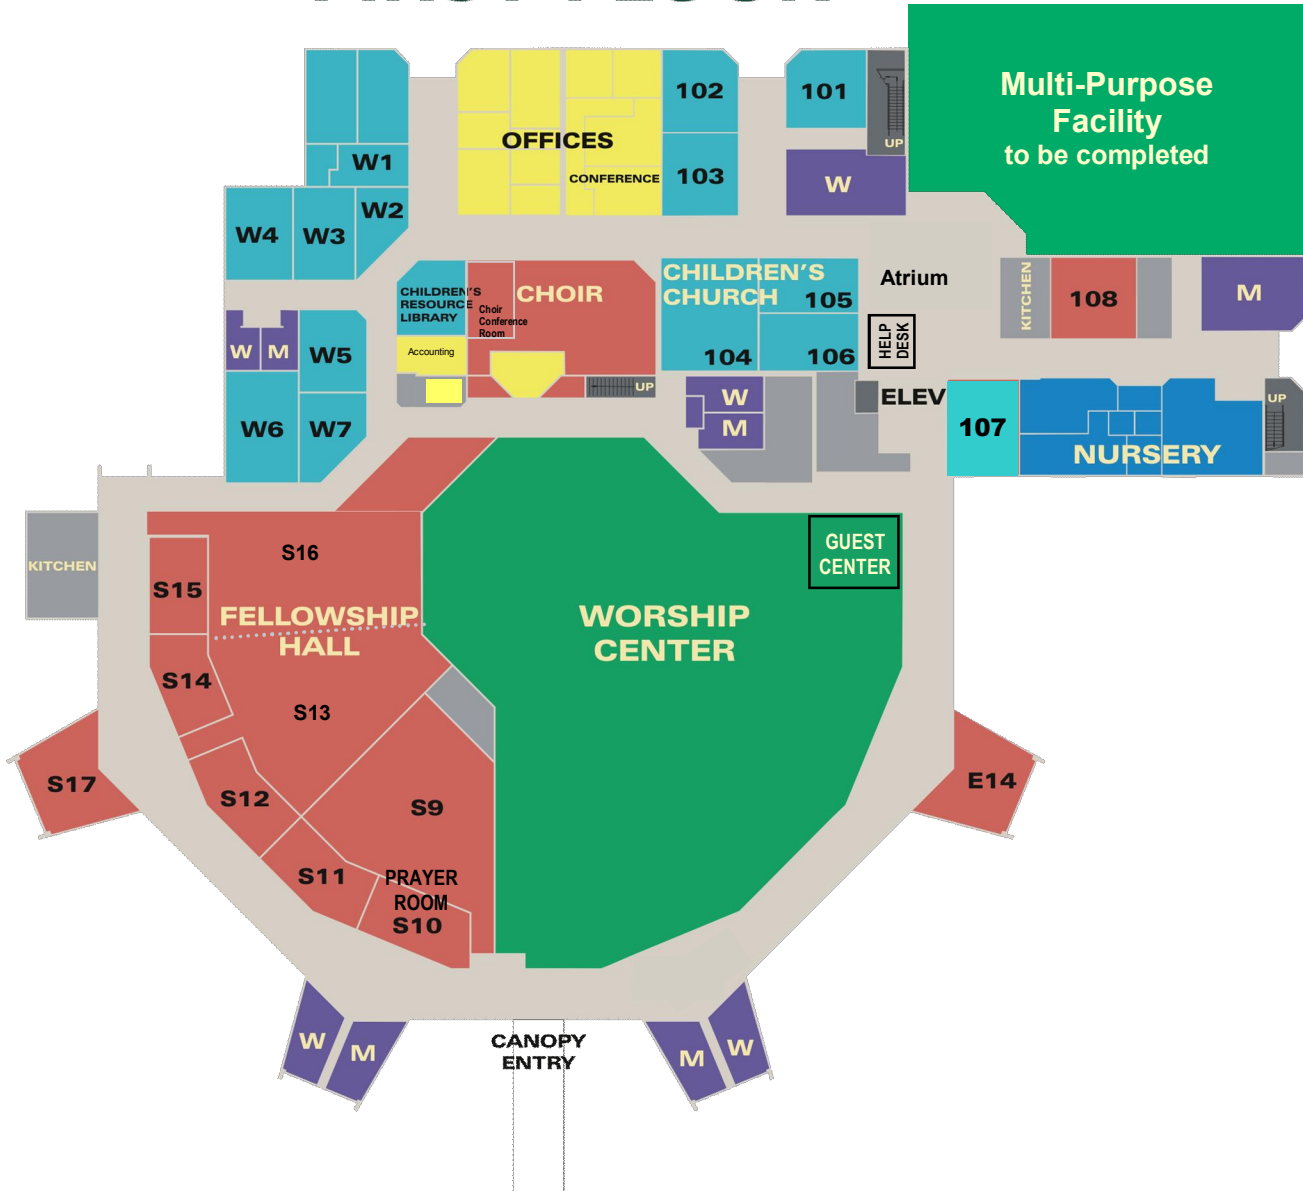 Multi-Purpose
Facility
to be completed
102
101
UP
OFFICES
W1
CONFERENCE
103
W
W2
W4
W3
CHILDREN'S
CHURCH
105
Atrium
KITCHEN
108
M
CHILDREN'S
RESOURCE
LIBRARY
CHOIR
Choir
Conference
Room
HELP
DESK
W
M
W5
Accounting
104
106
UP
W
M
ELEV
UP
W6
W7
107
NURSERY
KITCHEN
S16
GUEST
CENTER
S15
FELLOWSHIP
HALL
WORSHIP
CENTER
S14
S13
S17
S12
S9
E14
S11
PRAYER
ROOM
S10
W
M
CANOPY
ENTRY
M
W